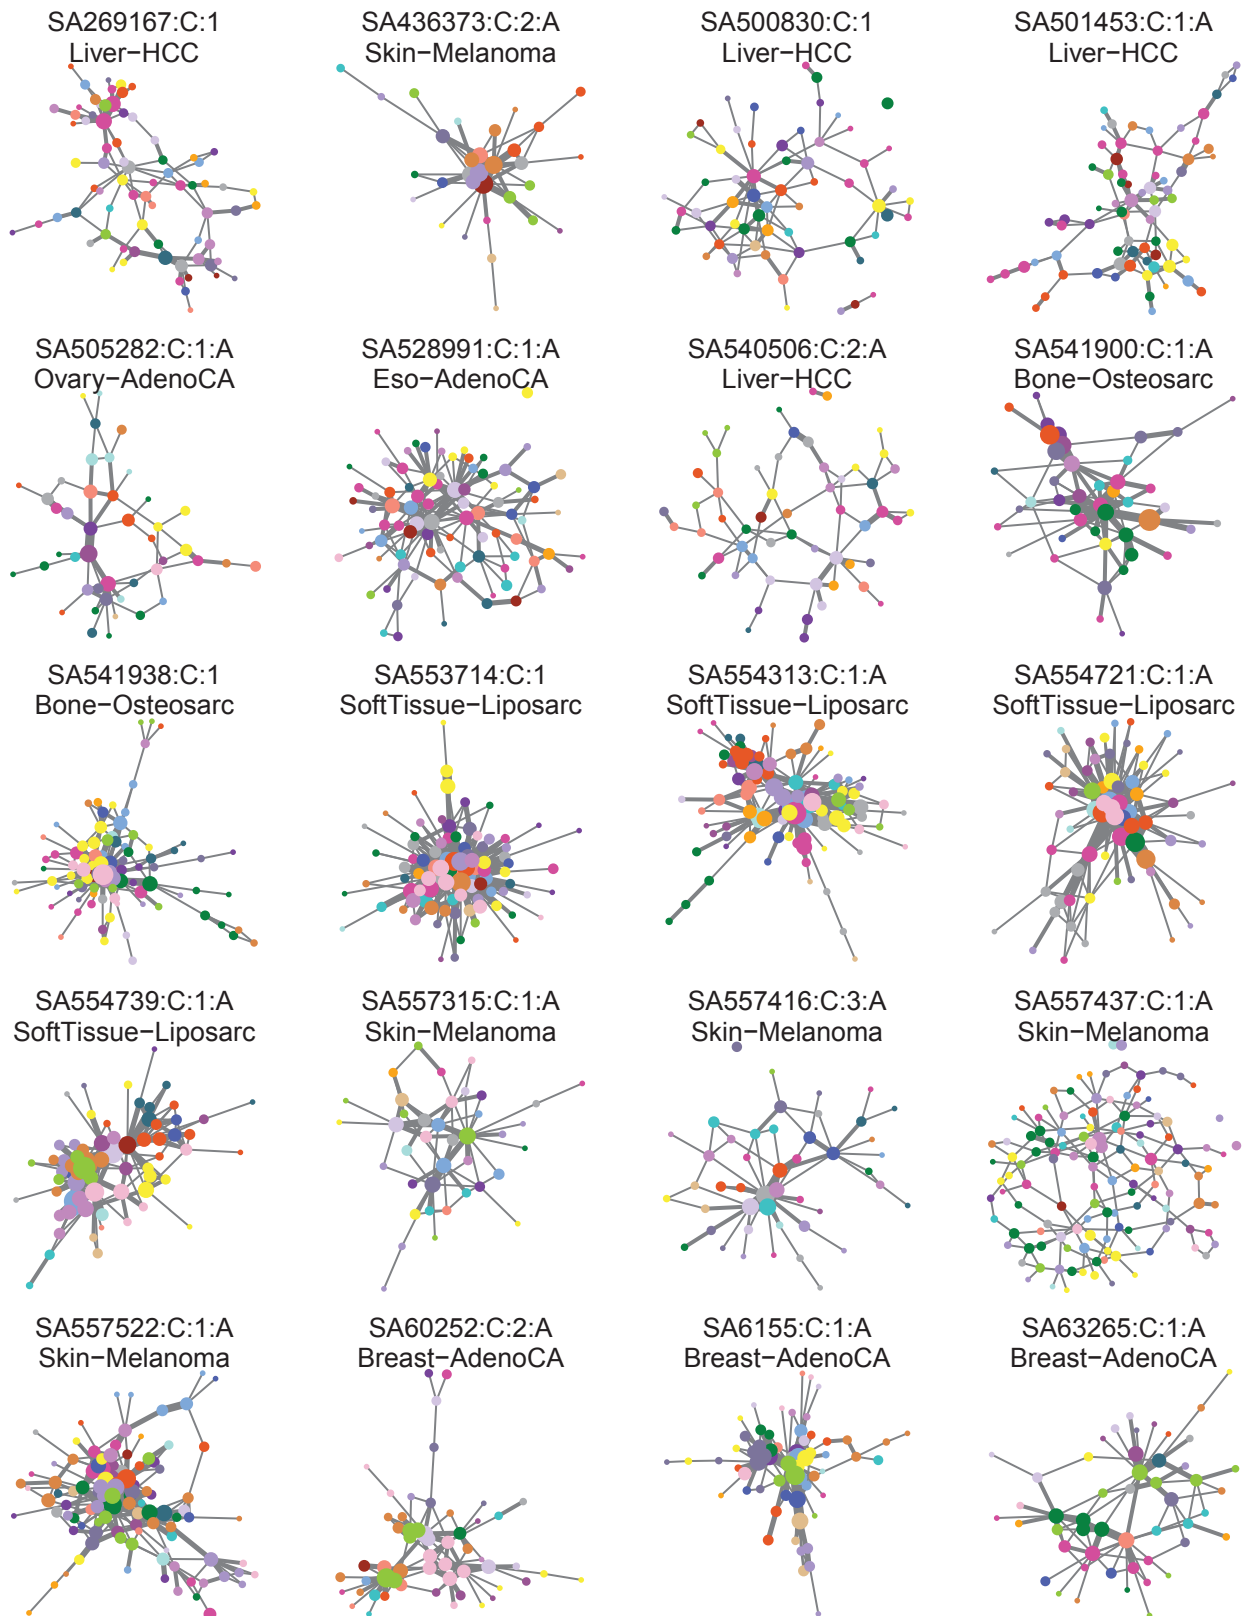 SA269167:C:1
Liver−HCC
SA436373:C:2:A
Skin−Melanoma
SA500830:C:1
Liver−HCC
SA501453:C:1:A
Liver−HCC
SA505282:C:1:A
Ovary−AdenoCA
SA528991:C:1:A
Eso−AdenoCA
SA540506:C:2:A
Liver−HCC
SA541900:C:1:A
Bone−Osteosarc
SA541938:C:1
Bone−Osteosarc
SA553714:C:1
SoftTissue−Liposarc
SA554313:C:1:A
SoftTissue−Liposarc
SA554721:C:1:A
SoftTissue−Liposarc
SA554739:C:1:A
SoftTissue−Liposarc
SA557315:C:1:A
Skin−Melanoma
SA557416:C:3:A
Skin−Melanoma
SA557437:C:1:A
Skin−Melanoma
SA557522:C:1:A
Skin−Melanoma
SA60252:C:2:A
Breast−AdenoCA
SA6155:C:1:A
Breast−AdenoCA
SA63265:C:1:A
Breast−AdenoCA